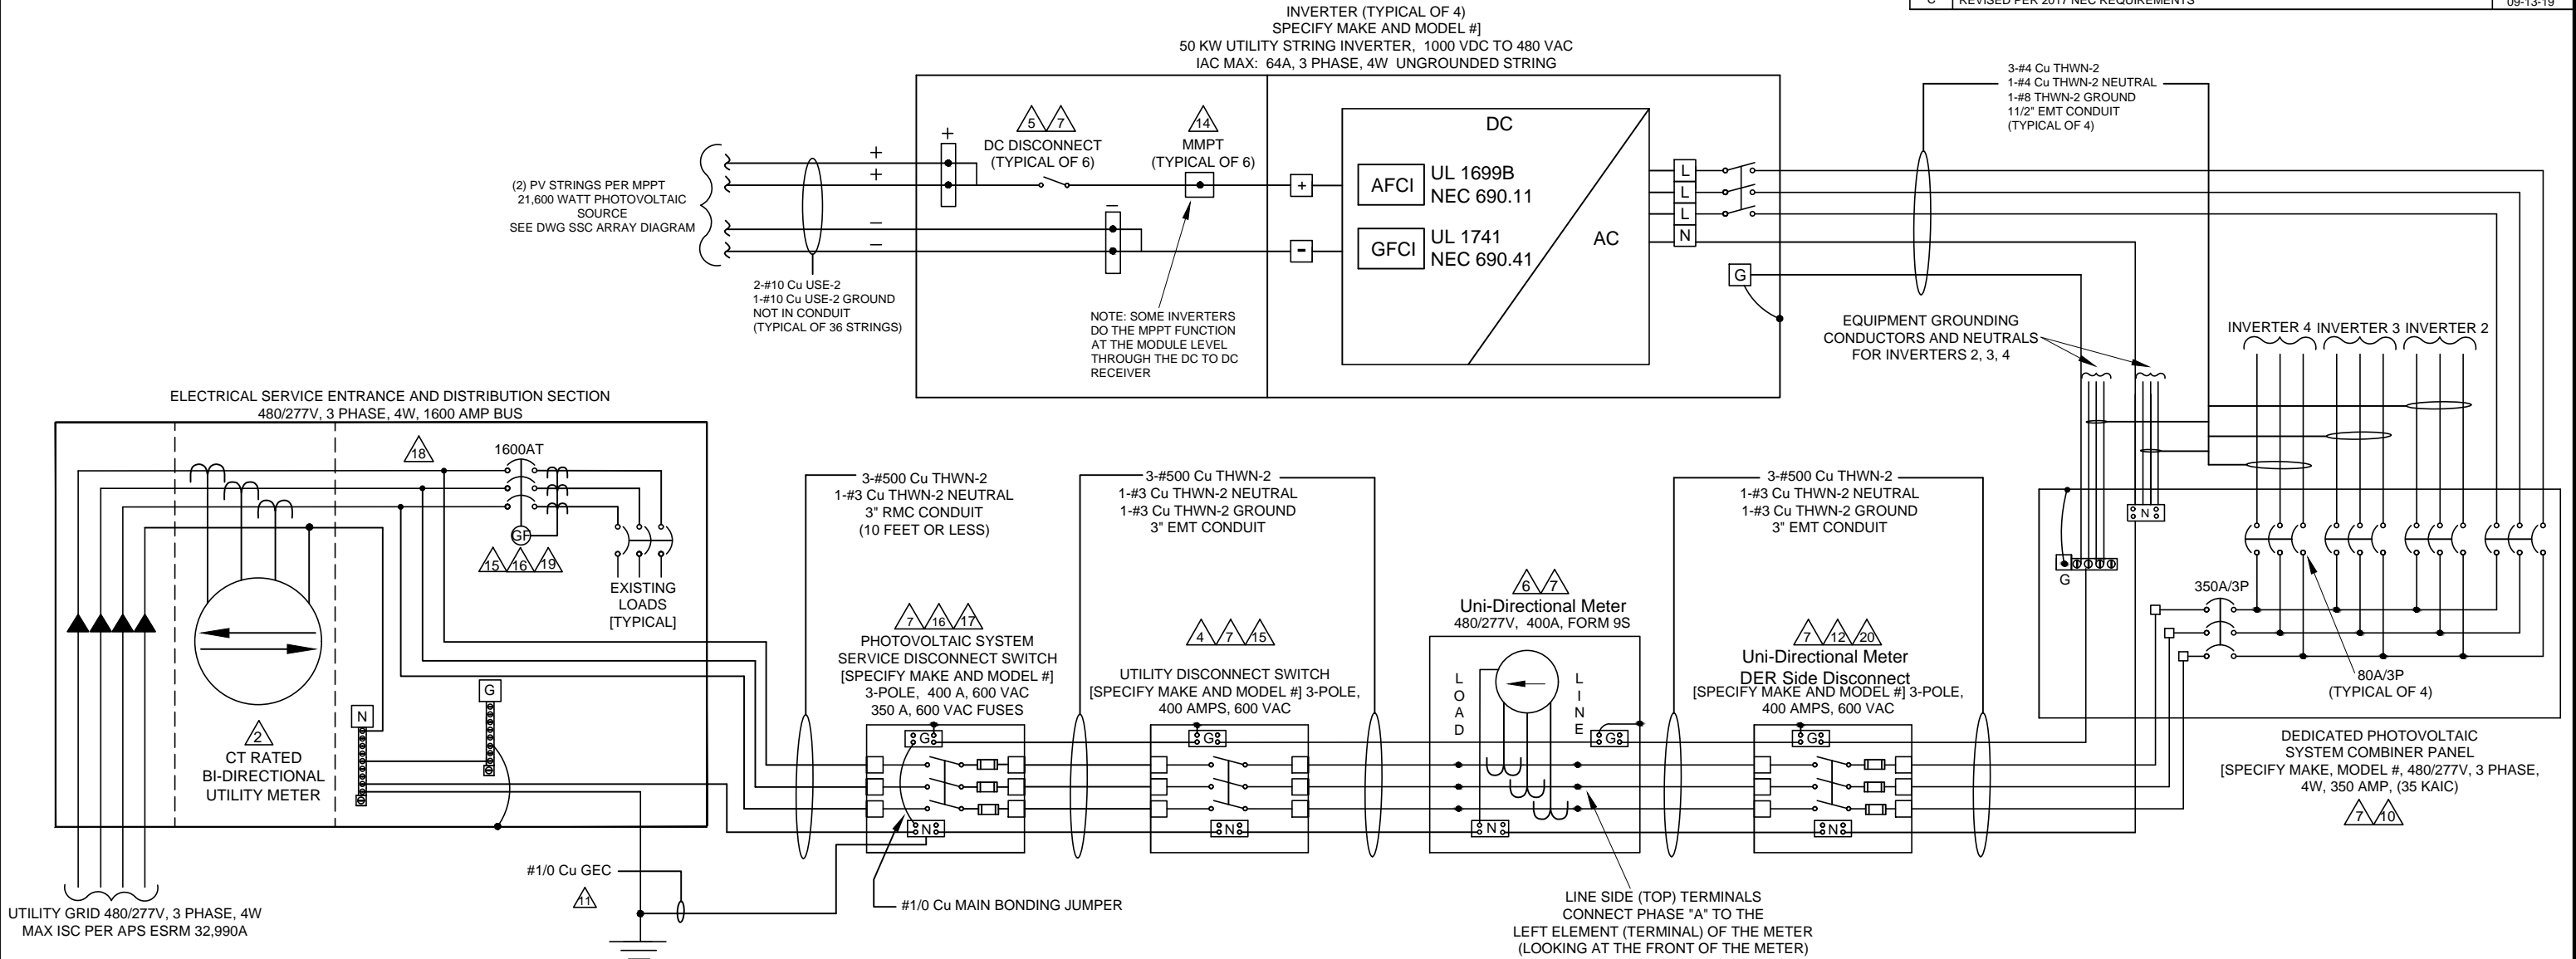 C REVISED PER 2017 NEC REQUIREMENTS 09-13-19
INVERTER (TYPICAL OF 4)
SPECIFY MAKE AND MODEL #]
50 KW UTILITY STRING INVERTER, 1000 VDC TO 480 VAC
IAC MAX: 64A, 3 PHASE, 4W UNGROUNDED STRING
3-#4 Cu THWN-2
1-#4 Cu THWN-2 NEUTRAL
1-#8 THWN-2 GROUND
11/2" EMT CONDUIT
(TYPICAL OF 4)
5 7
DC DISCONNECT
(TYPICAL OF 6)
14
MMPT
(TYPICAL OF 6)
+
+
+
−
−
−
(2) PV STRINGS PER MPPT
21,600 WATT PHOTOVOLTAIC
SOURCE
SEE DWG SSC ARRAY DIAGRAM
2-#10 Cu USE-2
1-#10 Cu USE-2 GROUND
NOT IN CONDUIT
(TYPICAL OF 36 STRINGS)
NOTE: SOME INVERTERS
DO THE MPPT FUNCTION
AT THE MODULE LEVEL
THROUGH THE DC TO DC
RECEIVER
+
-
DC
AFCI
UL 1699B
NEC 690.11
GFCI
UL 1741
NEC 690.41
AC
L
L
L
N
G
EQUIPMENT GROUNDING
CONDUCTORS AND NEUTRALS
FOR INVERTERS 2, 3, 4
INVERTER 4 INVERTER 3 INVERTER 2
ELECTRICAL SERVICE ENTRANCE AND DISTRIBUTION SECTION
480/277V, 3 PHASE, 4W, 1600 AMP BUS
18
1600AT
GF
15 16 19
EXISTING
LOADS
[TYPICAL]
2
CT RATED
BI-DIRECTIONAL
UTILITY METER
N
G
UTILITY GRID 480/277V, 3 PHASE, 4W
MAX ISC PER APS ESRM 32,990A
#1/0 Cu GEC
11
#1/0 Cu MAIN BONDING JUMPER
3-#500 Cu THWN-2
1-#3 Cu THWN-2 NEUTRAL
3" RMC CONDUIT
(10 FEET OR LESS)
7 16 17
PHOTOVOLTAIC SYSTEM
SERVICE DISCONNECT SWITCH
[SPECIFY MAKE AND MODEL #]
3-POLE, 400 A, 600 VAC
350 A, 600 VAC FUSES
G
N
3-#500 Cu THWN-2
1-#3 Cu THWN-2 NEUTRAL
1-#3 Cu THWN-2 GROUND
3" EMT CONDUIT
4 7 15
UTILITY DISCONNECT SWITCH
[SPECIFY MAKE AND MODEL #] 3-POLE,
400 AMPS, 600 VAC
G
N
6 7
Uni-Directional Meter
480/277V, 400A, FORM 9S
LOAD
LINE
G
N
LINE SIDE (TOP) TERMINALS
CONNECT PHASE "A" TO THE
LEFT ELEMENT (TERMINAL) OF THE METER
(LOOKING AT THE FRONT OF THE METER)
3-#500 Cu THWN-2
1-#3 Cu THWN-2 NEUTRAL
1-#3 Cu THWN-2 GROUND
3" EMT CONDUIT
7 12 20
Uni-Directional Meter
DER Side Disconnect
[SPECIFY MAKE AND MODEL #] 3-POLE,
400 AMPS, 600 VAC
G
N
N
G
350A/3P
80A/3P
(TYPICAL OF 4)
DEDICATED PHOTOVOLTAIC
SYSTEM COMBINER PANEL
[SPECIFY MAKE, MODEL #, 480/277V, 3 PHASE,
4W, 350 AMP, (35 KAIC)
7 10